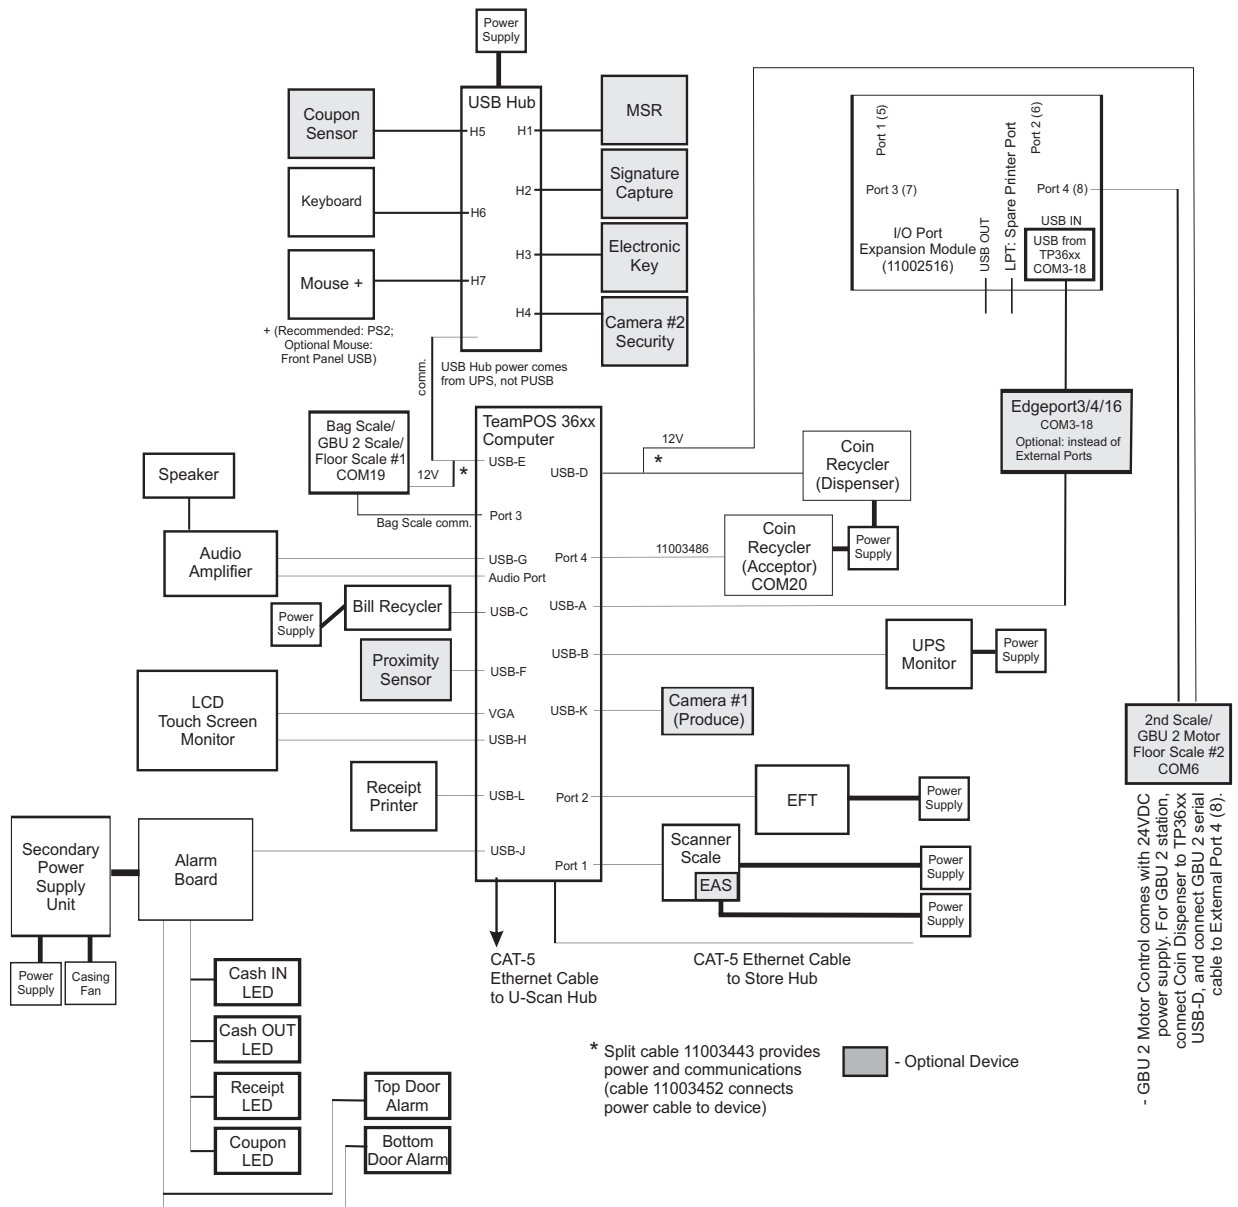 Power
Supply
USB Hub
Coupon
Sensor
H5
H1
MSR
Keyboard
H6
H2
Signature
Capture
Mouse +
H7
H3
Electronic
Key
H4
Camera #2
Security
+ (Recommended: PS2;
Optional Mouse:
Front Panel USB)
comm.
USB Hub power comes
from UPS, not PUSB
Port 1 (5)
Port 2 (6)
Port 3 (7)
Port 4 (8)
I/O Port
Expansion Module
(11002516)
USB OUT
LPT: Spare Printer Port
USB IN
USB from
TP36xx
COM3-18
Edgeport3/4/16
COM3-18
Optional: instead of
External Ports
TeamPOS 36xx
Computer
Bag Scale/
GBU 2 Scale/
Floor Scale #1
COM19
12V
*
USB-E
Bag Scale comm.
Port 3
Speaker
Audio
Amplifier
USB-G
Audio Port
Power
Supply
Bill Recycler
USB-C
Proximity
Sensor
USB-F
LCD
Touch Screen
Monitor
VGA
USB-H
Receipt
Printer
USB-L
USB-J
USB-D
12V
*
Coin
Recycler
(Dispenser)
Port 4
11003486
Coin
Recycler
(Acceptor)
COM20
Power
Supply
USB-A
USB-B
UPS
Monitor
Power
Supply
USB-K
Camera #1
(Produce)
Port 2
EFT
Power
Supply
Port 1
Scanner
Scale
EAS
Power
Supply
Power
Supply
2nd Scale/
GBU 2 Motor
Floor Scale #2
COM6
- GBU 2 Motor Control comes with 24VDC
power supply. For GBU 2 station,
connect Coin Dispenser to TP36xx
USB-D, and connect GBU 2 serial
cable to External Port 4 (8).
Secondary
Power
Supply
Unit
Alarm
Board
Power
Supply
Casing
Fan
Cash IN
LED
Cash OUT
LED
Receipt
LED
Coupon
LED
Top Door
Alarm
Bottom
Door Alarm
CAT-5
Ethernet Cable
to U-Scan Hub
CAT-5 Ethernet Cable
to Store Hub
* Split cable 11003443 provides
power and communications
(cable 11003452 connects
power cable to device)
- Optional Device